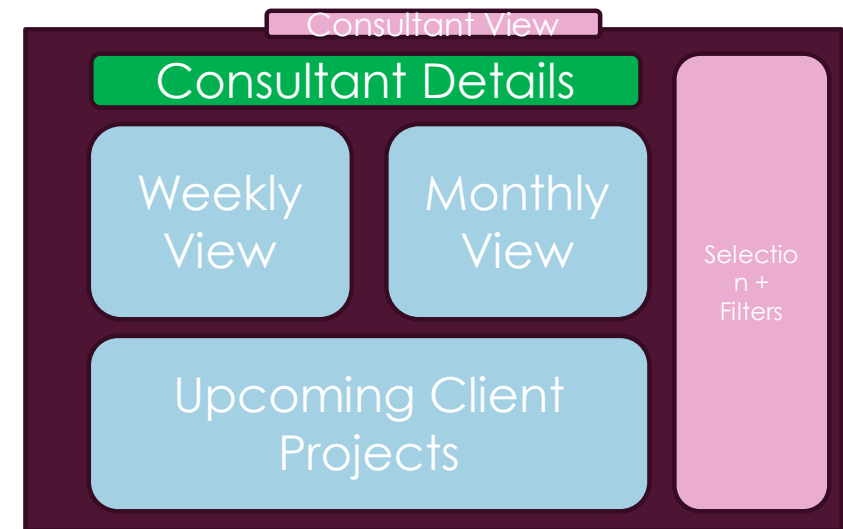 Consultant View
Consultant Details
Weekly
View
Monthly
View
Selectio
n +
Filters
Upcoming Client
Projects